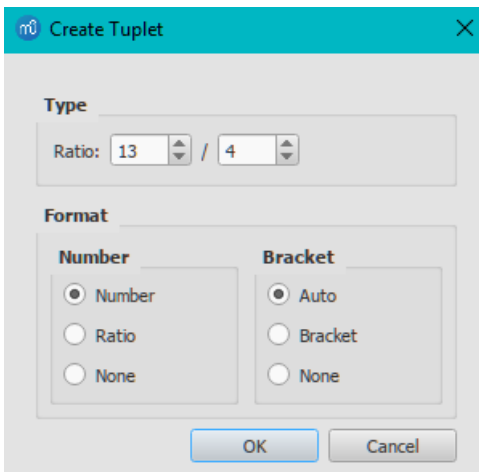 Create Tuplet
Type
Ratio: 13 / 4
Format
Number Bracket
Number Auto
Ratio Bracket
None None
OK Cancel